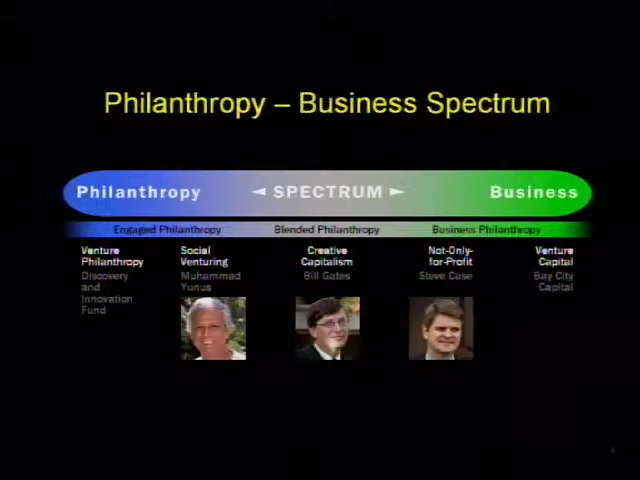 Philanthropy – Business Spectrum
Philanthropy ◄ SPECTRUM ► Business
Engaged Philanthropy Blended Philanthropy Business Philanthropy
Venture
Philanthropy
Discovery
and
Innovation
Fund
Social
Venturing
Muhammad
Yunus
Creative
Capitalism
Bill Gates
Not-Only-
for-Profit
Steve Case
Venture
Capital
Bay City
Capital